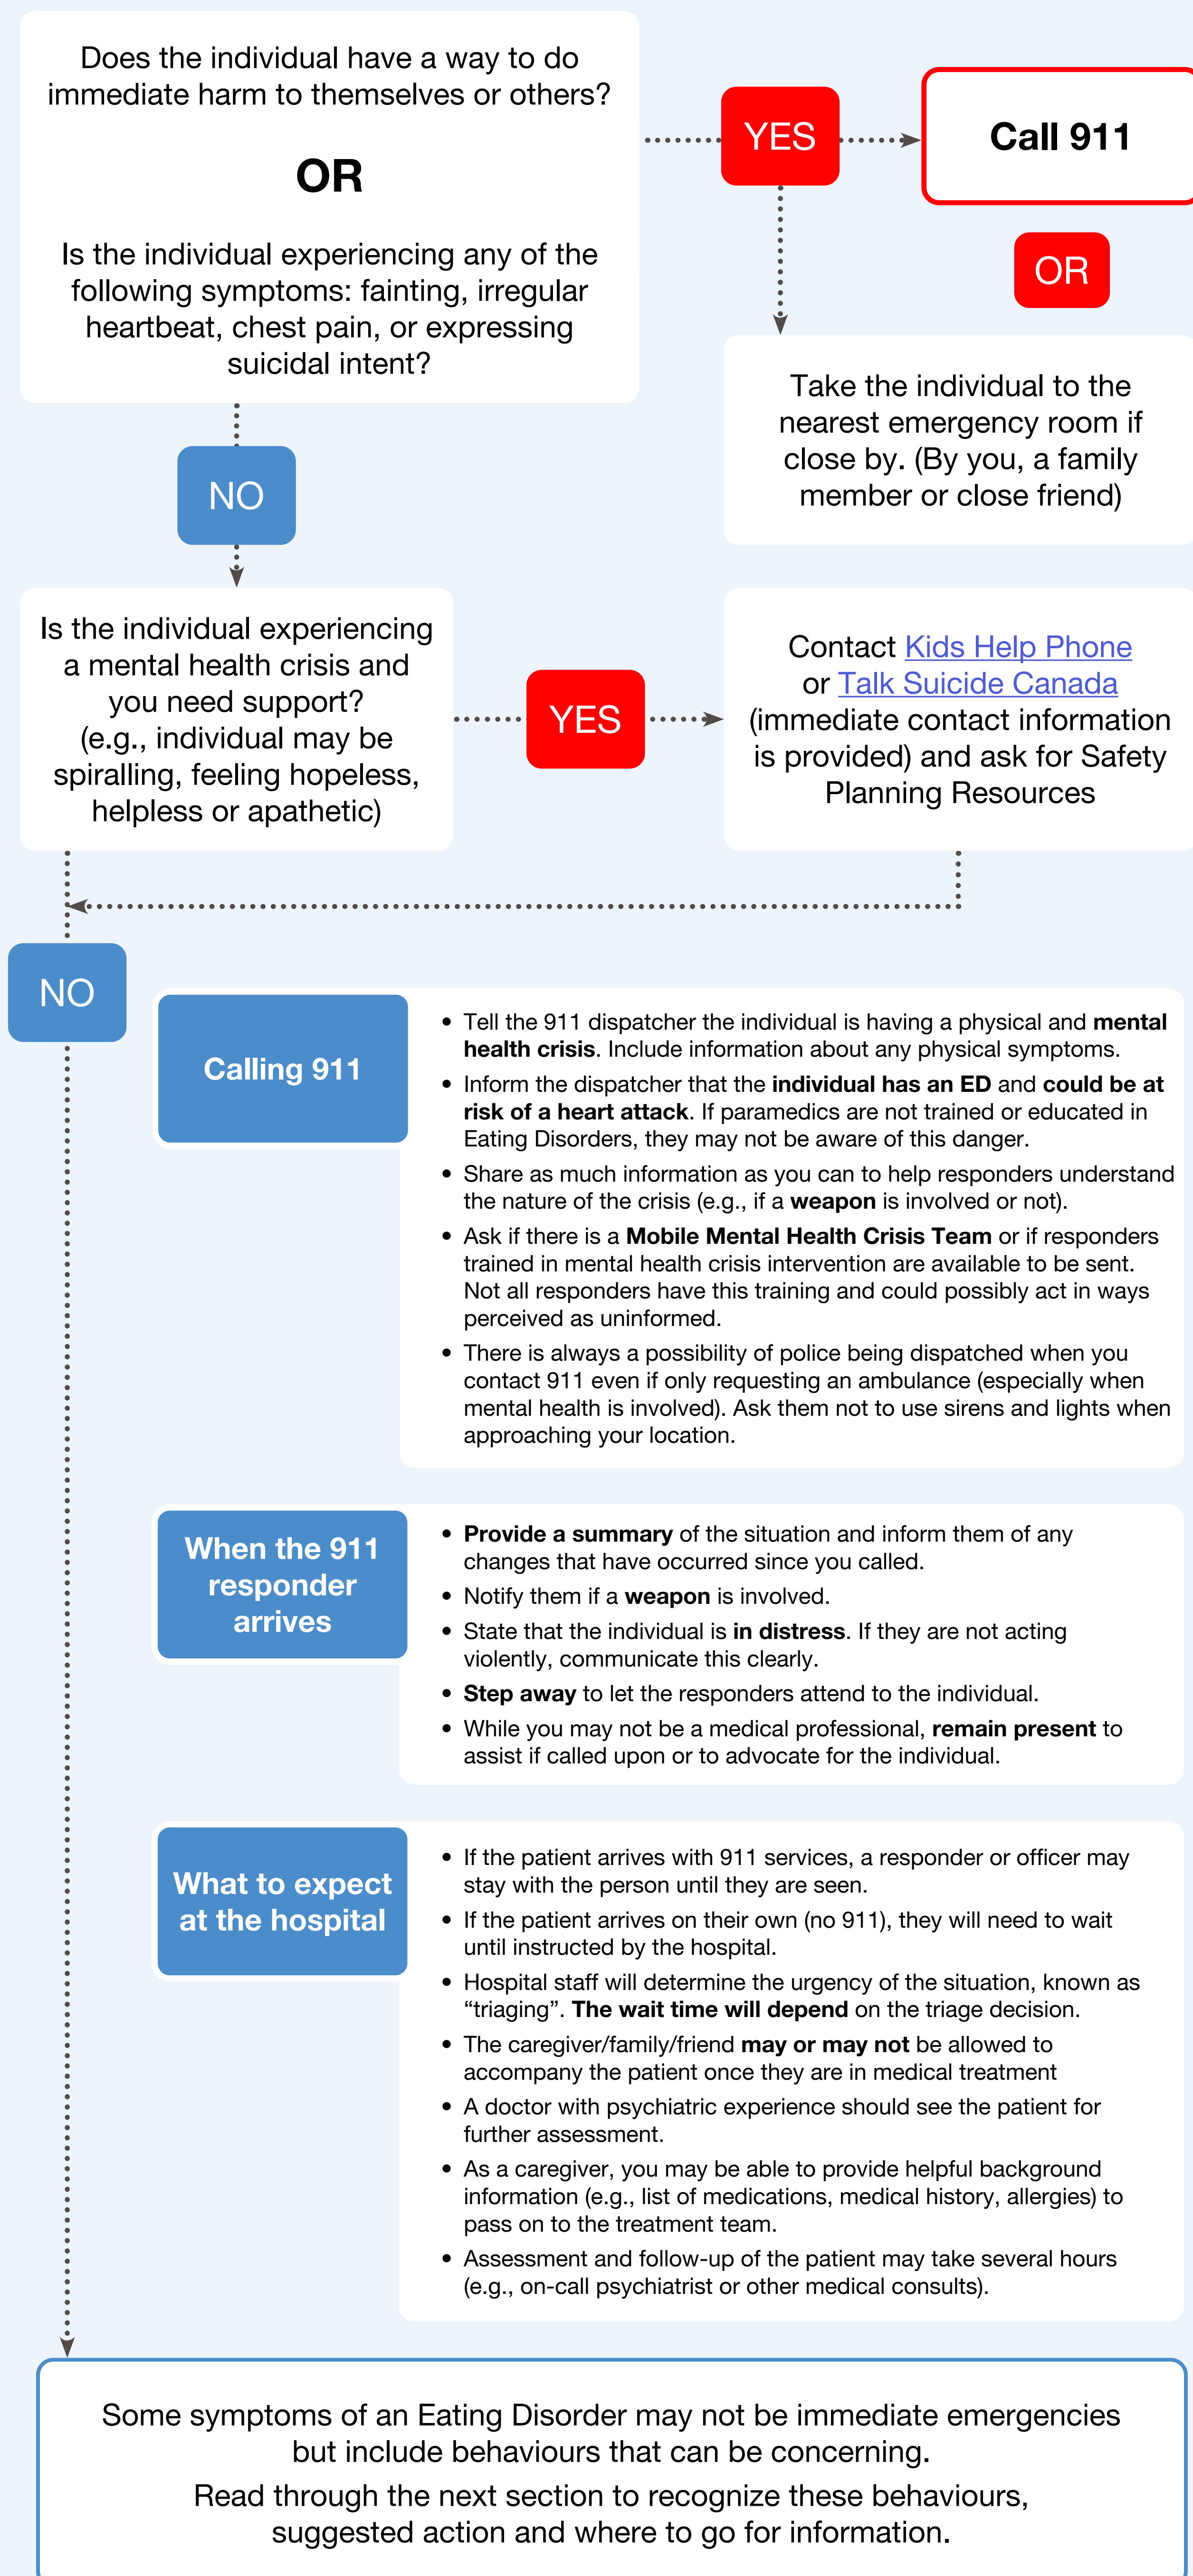 Does the individual have a way to do
immediate harm to themselves or others?
OR
Is the individual experiencing any of the
following symptoms: fainting, irregular
heartbeat, chest pain, or expressing
suicidal intent?
YES
Call 911
OR
Take the individual to the
nearest emergency room if
close by. (By you, a family
member or close friend)
NO
Is the individual experiencing
a mental health crisis and
you need support?
(e.g., individual may be
spiralling, feeling hopeless,
helpless or apathetic)
YES
Contact Kids Help Phone
or Talk Suicide Canada
(immediate contact information
is provided) and ask for Safety
Planning Resources
NO
Calling 911
• Tell the 911 dispatcher the individual is having a physical and mental
health crisis. Include information about any physical symptoms.
• Inform the dispatcher that the individual has an ED and could be at
risk of a heart attack. If paramedics are not trained or educated in
Eating Disorders, they may not be aware of this danger.
• Share as much information as you can to help responders understand
the nature of the crisis (e.g., if a weapon is involved or not).
• Ask if there is a Mobile Mental Health Crisis Team or if responders
trained in mental health crisis intervention are available to be sent.
Not all responders have this training and could possibly act in ways
perceived as uninformed.
• There is always a possibility of police being dispatched when you
contact 911 even if only requesting an ambulance (especially when
mental health is involved). Ask them not to use sirens and lights when
approaching your location.
When the 911
responder
arrives
• Provide a summary of the situation and inform them of any
changes that have occurred since you called.
• Notify them if a weapon is involved.
• State that the individual is in distress. If they are not acting
violently, communicate this clearly.
• Step away to let the responders attend to the individual.
• While you may not be a medical professional, remain present to
assist if called upon or to advocate for the individual.
What to expect
at the hospital
• If the patient arrives with 911 services, a responder or officer may
stay with the person until they are seen.
• If the patient arrives on their own (no 911), they will need to wait
until instructed by the hospital.
• Hospital staff will determine the urgency of the situation, known as
“triaging”. The wait time will depend on the triage decision.
• The caregiver/family/friend may or may not be allowed to
accompany the patient once they are in medical treatment
• A doctor with psychiatric experience should see the patient for
further assessment.
• As a caregiver, you may be able to provide helpful background
information (e.g., list of medications, medical history, allergies) to
pass on to the treatment team.
• Assessment and follow-up of the patient may take several hours
(e.g., on-call psychiatrist or other medical consults).
Some symptoms of an Eating Disorder may not be immediate emergencies
but include behaviours that can be concerning.
Read through the next section to recognize these behaviours,
suggested action and where to go for information.